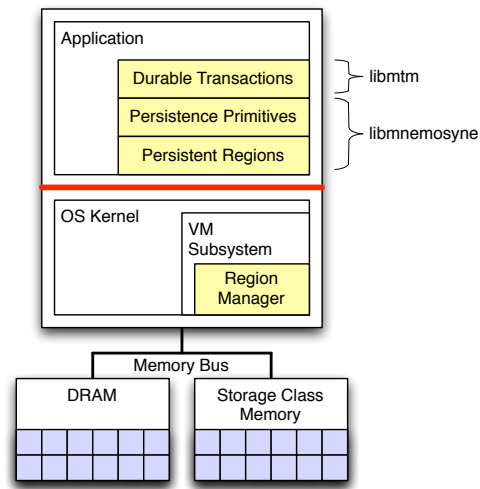 Application
Durable Transactions
libmtm
Persistence Primitives
libmnemosyne
Persistent Regions
OS Kernel
VM
Subsystem
Region
Manager
Memory Bus
DRAM
Storage Class
Memory